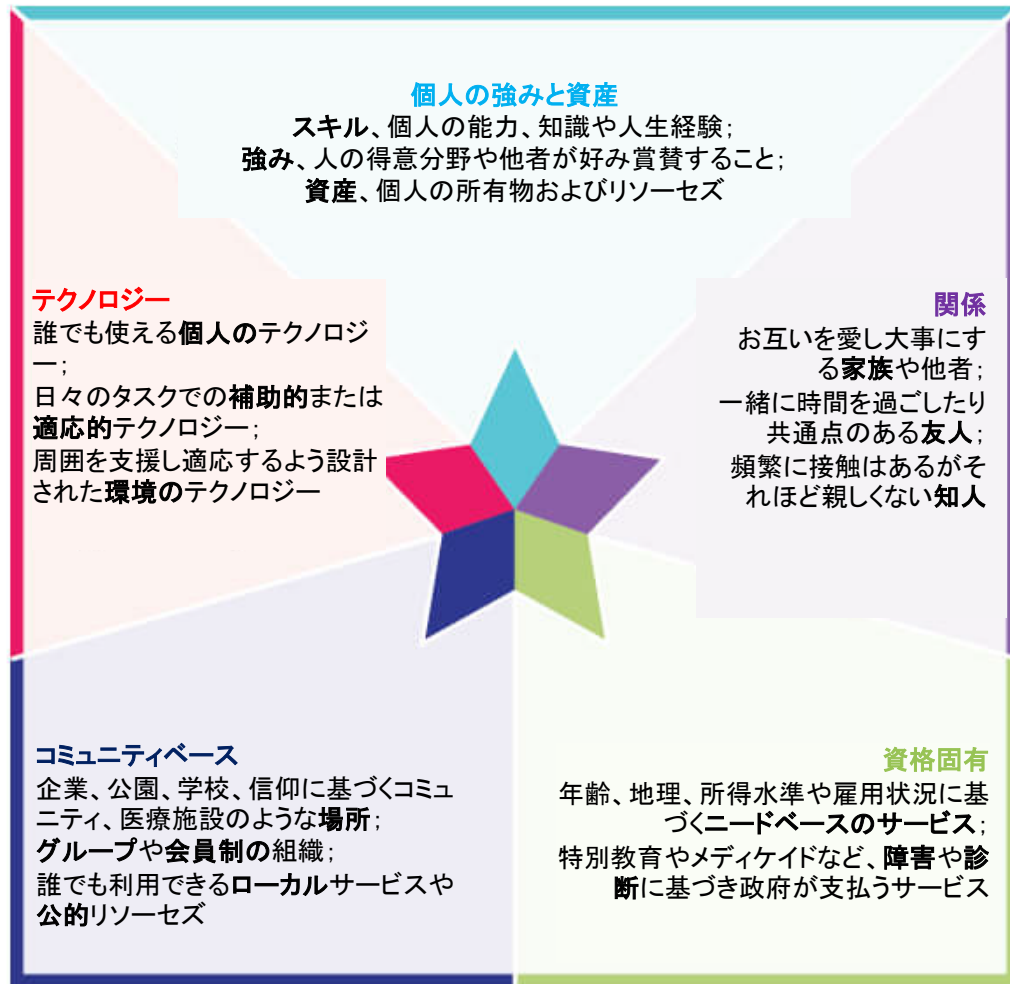 個人の強みと資産
スキル、個人の能力、知識や人生経験;
強み、人の得意分野や他者が好み賞賛すること;
資産、個人の所有物およびリソーセズ
テクノロジー
誰でも使える個人のテクノロジ
ー;
日々のタスクでの補助的または
適応的テクノロジー;
周囲を支援し適応するよう設計
された環境のテクノロジー
関係
お互いを愛し大事にす
る家族や他者;
一緒に時間を過ごしたり
共通点のある友人;
頻繁に接触はあるがそ
れほど親しくない知人
コミュニティベース
企業、公園、学校、信仰に基づくコミュ
ニティ、医療施設のような場所;
グループや会員制の組織;
誰でも利用できるローカルサービスや
公的リソーセズ
資格固有
年齢、地理、所得水準や雇用状況に基
づくニードベースのサービス;
特別教育やメディケイドなど、障害や診
断に基づき政府が支払うサービス